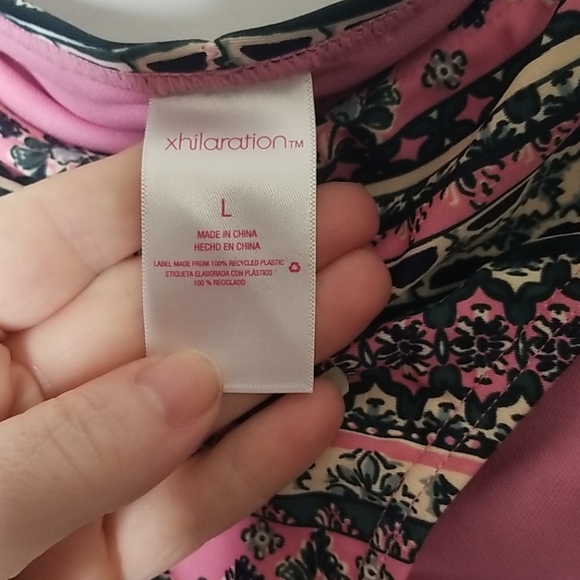 xhilaration™
L
MADE IN CHINA
HECHO EN CHINA
LABEL MADE FROM 100% RECYCLED PLASTIC
ETIQUETA ELABORADA CON PLÁSTICO
100 % RECICLADO